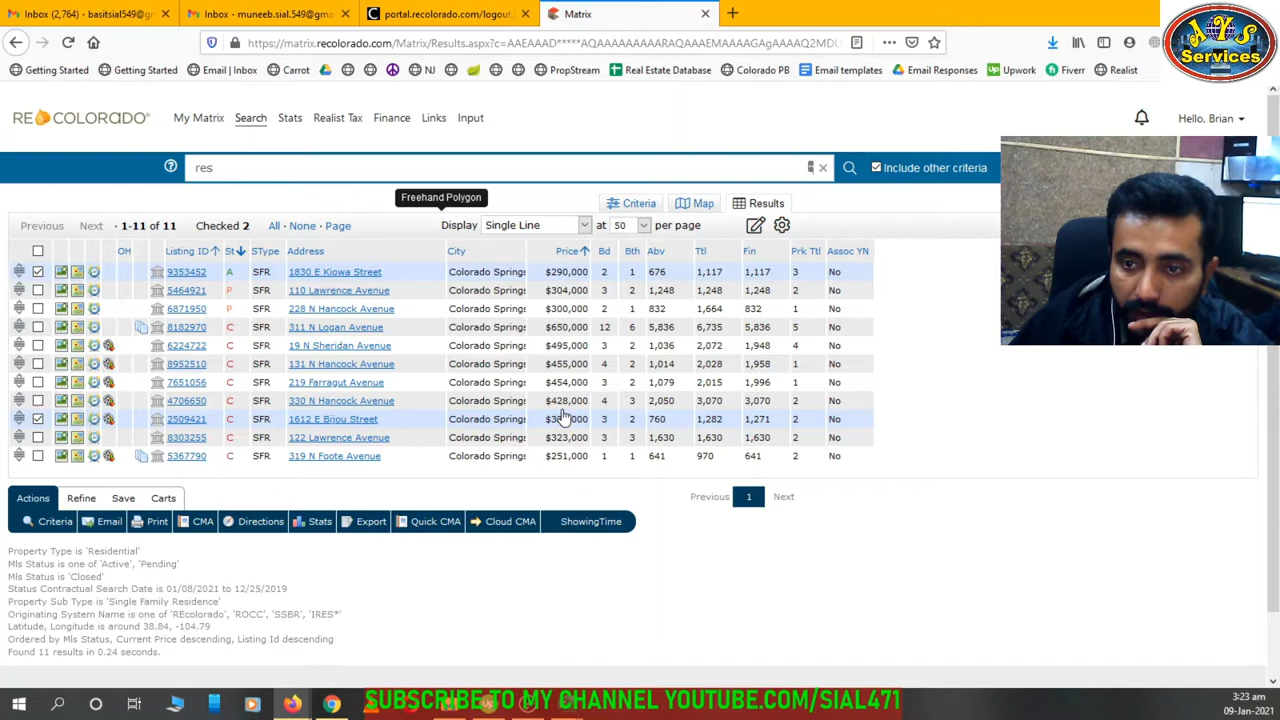 Inbox (2,764) - basitsial549@g
Inbox - muneeb.sial.549@gma
portal.recolorado.com/logout.
Matrix
https://matrix.recolorado.com/Matrix/Results.aspx?c=AAEAAAD*****AQAAAAAAAAARAQAAAEMAAAAGAgAAAAQ2MDU
AYS
Services
Getting Started
Getting Started
Email | Inbox
Carrot
NJ
PropStream
Real Estate Database
Colorado PB
Email templates
Email Responses
Upwork
Fiverr
Realist
RECOLORADO
My Matrix Search Stats Realist Tax Finance Links Input
Hello, Brian
res
Include other criteria
Freehand Polygon
Criteria Map Results
Previous Next · 1-11 of 11 Checked 2 All · None · Page Display Single Line at 50 per page
OH Listing ID St SType Address City Price Bd Bth Abv Ttl Fin Prk Ttl Assoc YN
9353452 A SFR 1830 E Kiowa Street Colorado Springs $290,000 2 1 676 1,117 1,117 3 No
5464921 P SFR 110 Lawrence Avenue Colorado Springs $304,000 3 2 1,248 1,248 1,248 2 No
6871950 P SFR 228 N Hancock Avenue Colorado Springs $300,000 2 1 832 1,664 832 1 No
8182970 C SFR 311 N Logan Avenue Colorado Springs $650,000 12 6 5,836 6,735 5,836 5 No
6224722 C SFR 19 N Sheridan Avenue Colorado Springs $495,000 3 2 1,036 2,072 1,948 4 No
8952510 C SFR 131 N Hancock Avenue Colorado Springs $455,000 4 2 1,014 2,028 1,958 1 No
7651056 C SFR 219 Farragut Avenue Colorado Springs $454,000 3 2 1,079 2,015 1,996 1 No
4706650 C SFR 330 N Hancock Avenue Colorado Springs $428,000 4 3 2,050 3,070 3,070 2 No
2509421 C SFR 1612 E Bijou Street Colorado Springs 3 2 760 1,282 1,271 2 No
8303255 C SFR 122 Lawrence Avenue Colorado Springs $323,000 3 3 1,630 1,630 1,630 2 No
5367790 C SFR 319 N Foote Avenue Colorado Springs $251,000 1 1 641 970 641 2 No
Actions Refine Save Carts
Previous 1 Next
Criteria Email Print CMA Directions Stats Export Quick CMA Cloud CMA ShowingTime
Property Type is 'Residential'
Mls Status is one of 'Active', 'Pending'
Mls Status is 'Closed'
Status Contractual Search Date is 01/08/2021 to 12/25/2019
Property Sub Type is 'Single Family Residence'
Originating System Name is one of 'REcolorado', 'ROCC', 'SSBR', 'IRES*'
Latitude, Longitude is around 38.84, -104.79
Ordered by Mls Status, Current Price descending, Listing Id descending
Found 11 results in 0.24 seconds.
SUBSCRIBE TO MY CHANNEL YOUTUBE.COM/SIAL471
3:23 am
09-Jan-2021